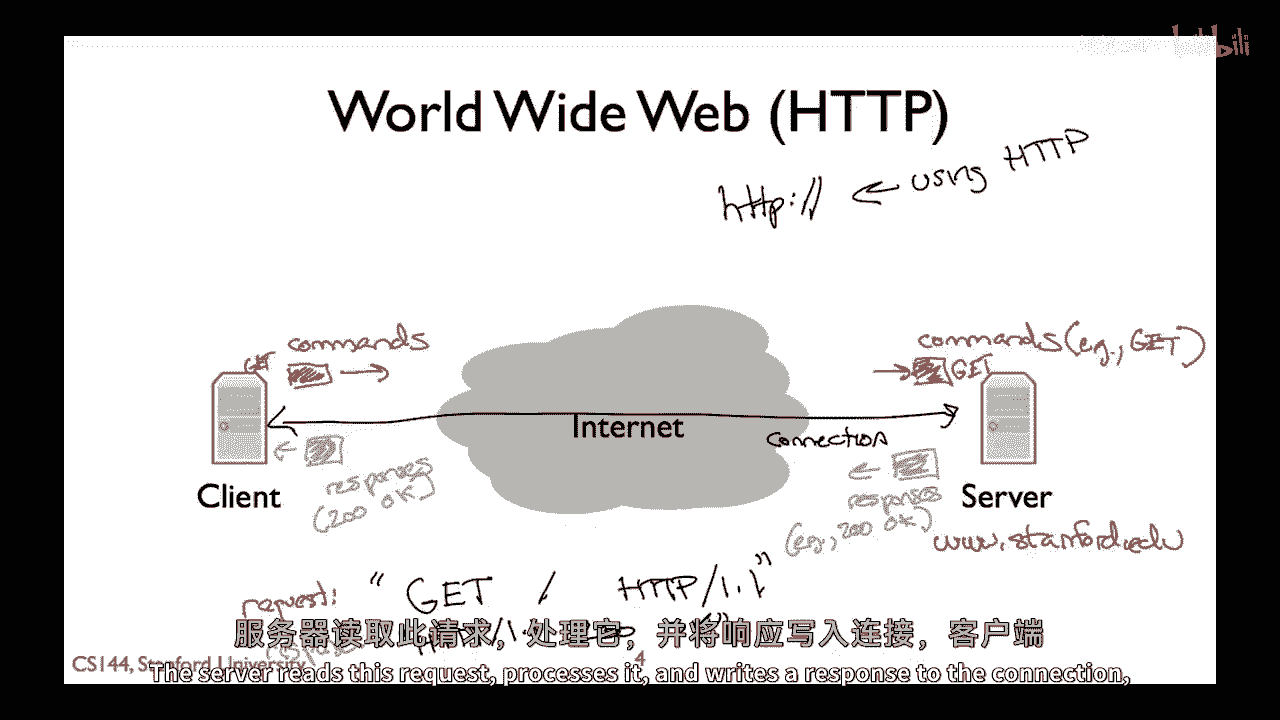 World Wide Web (HTTP)
http:// ← using HTTP
commands
GET
commands (e.g., GET)
GET
Internet
connection
Client
Server
responses
(200 OK)
responses
(e.g., 200 OK)
www.stanford.edu
request: " GET / HTTP/1.1"
服务器读取此请求，处理它，并将响应写入连接，客户端
CS144, Stanford University
4
The server reads this request, processes it, and writes a response to the connection,
bilibili